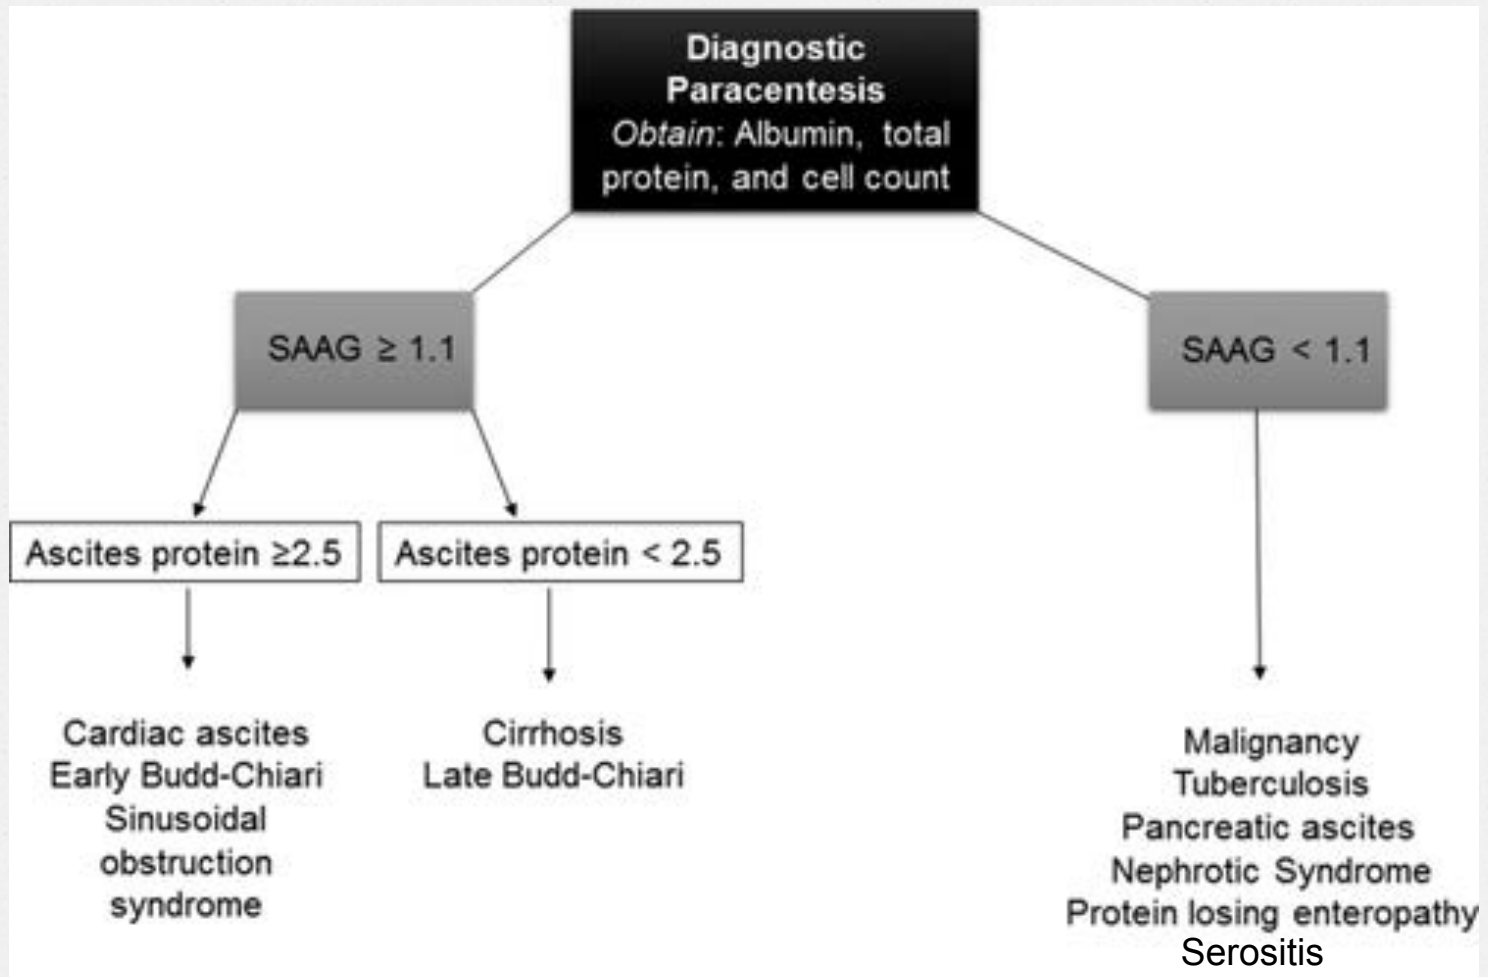 Diagnostic
Paracentesis
Obtain: Albumin, total
protein, and cell count
SAAG ≥ 1.1
SAAG < 1.1
Ascites protein ≥2.5
Ascites protein < 2.5
Cardiac ascites
Early Budd-Chiari
Sinusoidal
obstruction
syndrome
Cirrhosis
Late Budd-Chiari
Malignancy
Tuberculosis
Pancreatic ascites
Nephrotic Syndrome
Protein losing enteropathy
Serositis